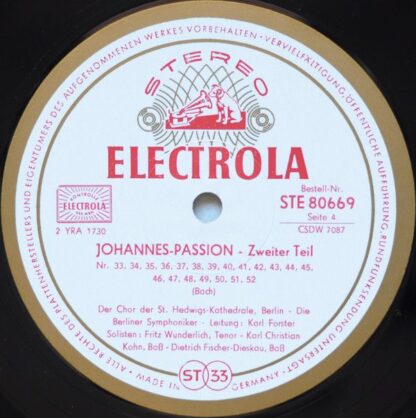 ALLE RECHTE DES PLATTENHERSTELLERS UND EIGENTUMERS DES AUFGENOMMENEN WERKES VORBEHALTEN · VERVIELFÄLTIGUNG, ÖFFENTLICHE AUFFÜHRUNG, RUNDFUNKSENDUNG UNTERSAGT ·
STEREO
ELECTROLA
Bestell-Nr.
STE 80669
Seite 4
CSDW 7087
KONTROLLE
ELECTROLA
2 YRA 1730
JOHANNES-PASSION - Zweiter Teil
Nr. 33, 34, 35, 36, 37, 38, 39, 40, 41, 42, 43, 44, 45,
46, 47, 48, 49, 50, 51, 52
(Bach)
Der Chor der St. Hedwigs-Kathedrale, Berlin - Die
Berliner Symphoniker - Leitung: Karl Forster
Solisten: Fritz Wunderlich, Tenor - Karl Christian
Kohn, Baß - Dietrich Fischer-Dieskau, Baß
MADE IN GERMANY
ST 33